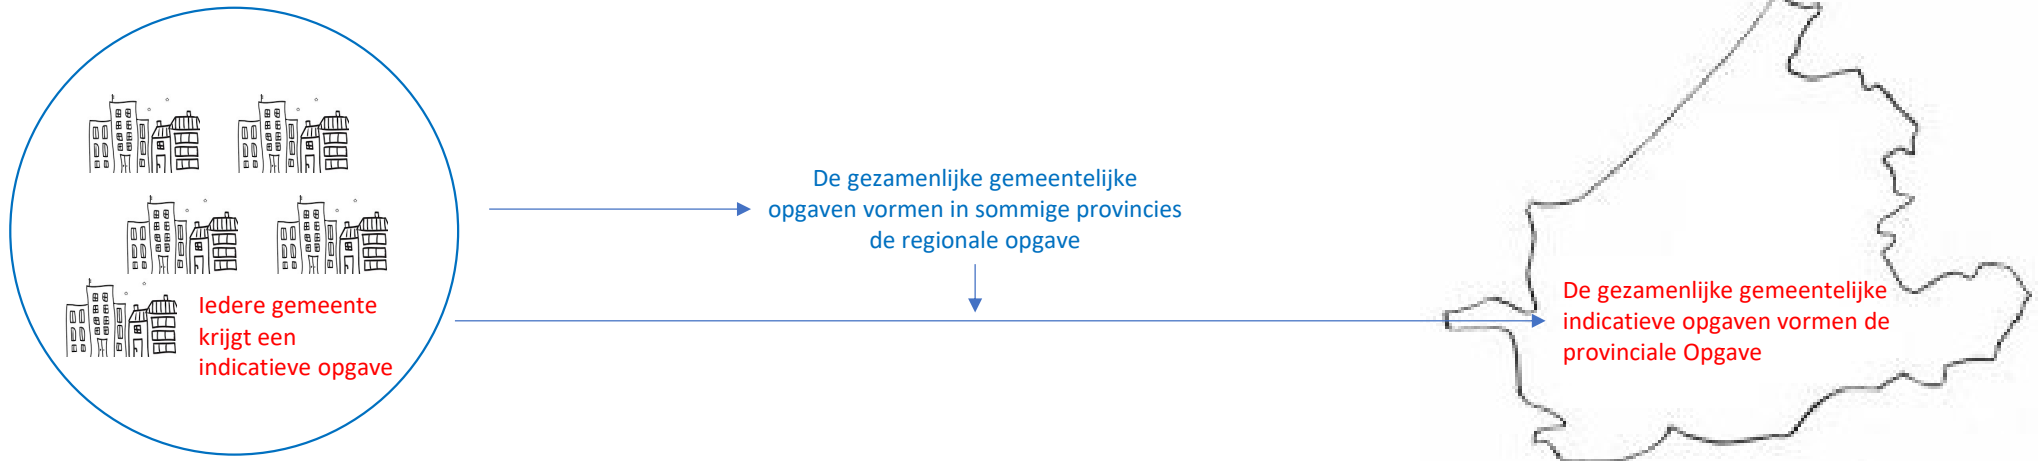 De gezamenlijke gemeentelijke
opgaven vormen in sommige provincies
de regionale opgave
Iedere gemeente
krijgt een
indicatieve opgave
De gezamenlijke gemeentelijke
indicatieve opgaven vormen de
provinciale Opgave